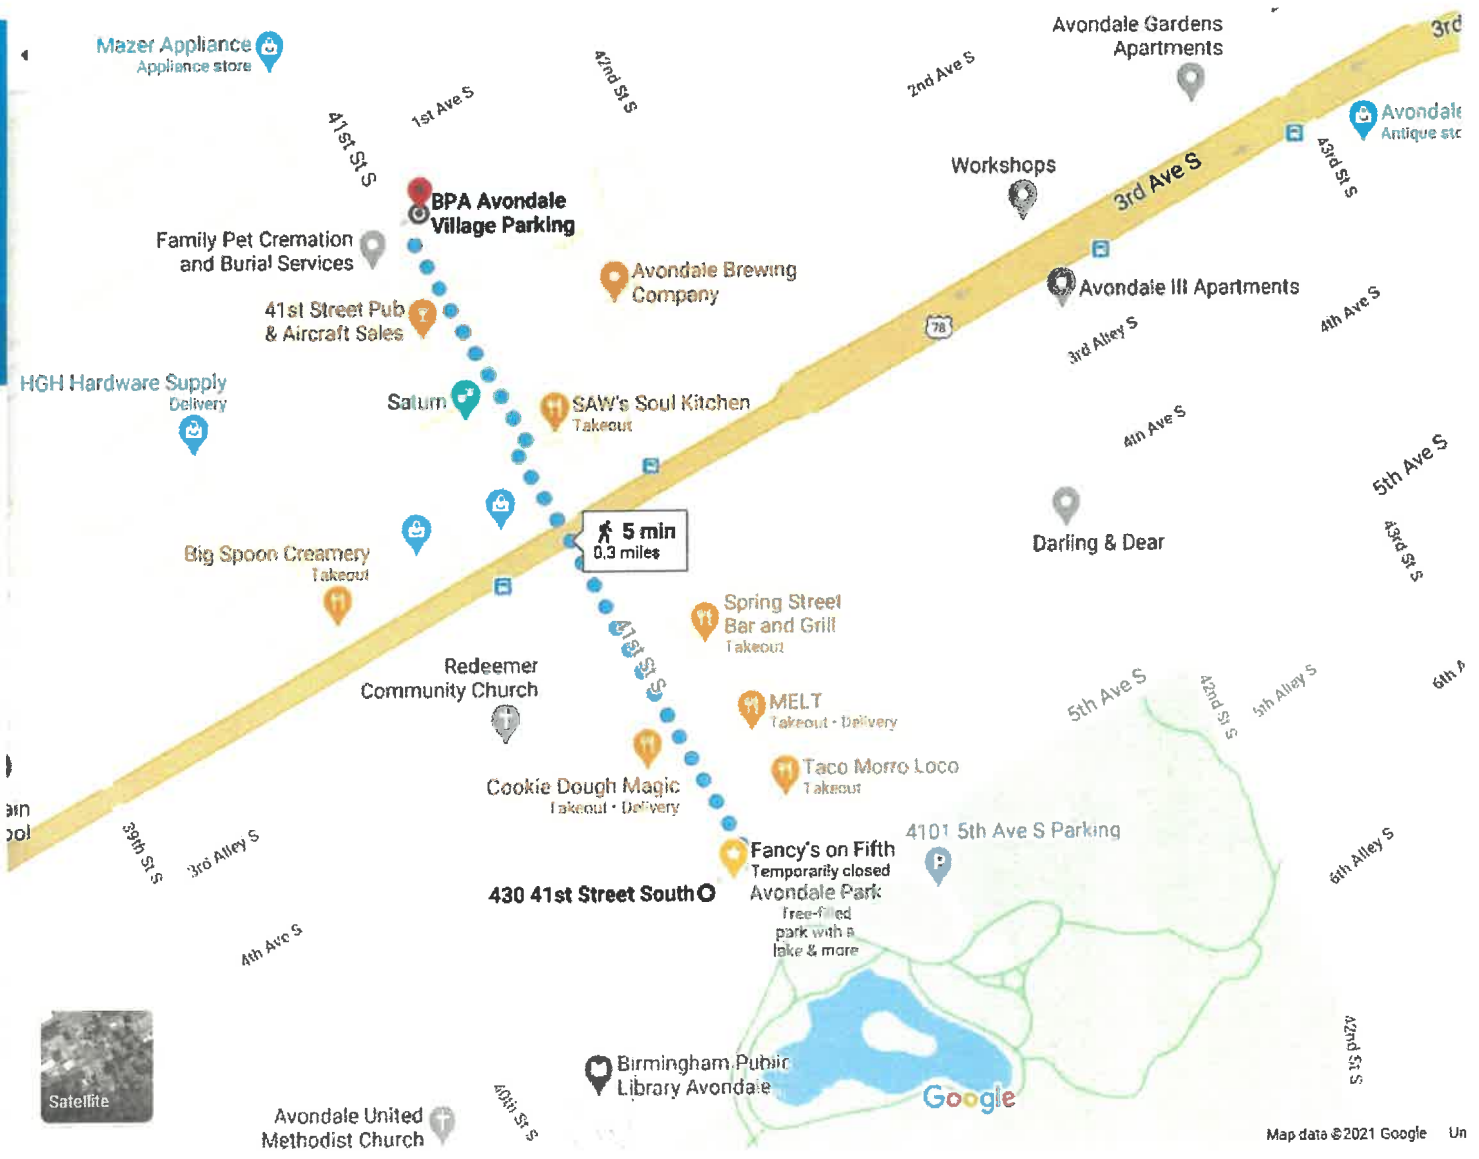 Mazer Appliance
Appliance store
41st St S
1st Ave S
42nd St S
2nd Ave S
Avondale Gardens
Apartments
3rd
Avondale
Antique
43rd St S
3rd Ave S
Workshops
BPA Avondale
Village Parking
Family Pet Cremation
and Burial Services
41st Street Pub
& Aircraft Sales
Avondale Brewing
Company
Avondale III Apartments
78
3rd Alley S
4th Ave S
HGH Hardware Supply
Delivery
Saturn
SAW's Soul Kitchen
Takeout
4th Ave S
5th Ave S
43rd St S
Darling & Dear
5 min
0.3 miles
Big Spoon Creamery
Takeout
Spring Street
Bar and Grill
Takeout
41st St S
Redeemer
Community Church
MELT
Takeout · Delivery
5th Ave S
42nd St S
5th Alley S
6th A
Cookie Dough Magic
Takeout · Delivery
Taco Morro Loco
Takeout
39th St S
3rd Alley S
4101 5th Ave S Parking
P
6th Alley S
Fancy's on Fifth
Temporarily closed
430 41st Street South
Avondale Park
Tree-filled
park with a
lake & more
4th Ave S
Satellite
Birmingham Public
Library Avondale
Google
42nd St S
40th St S
Avondale United
Methodist Church
Map data ©2021 Google